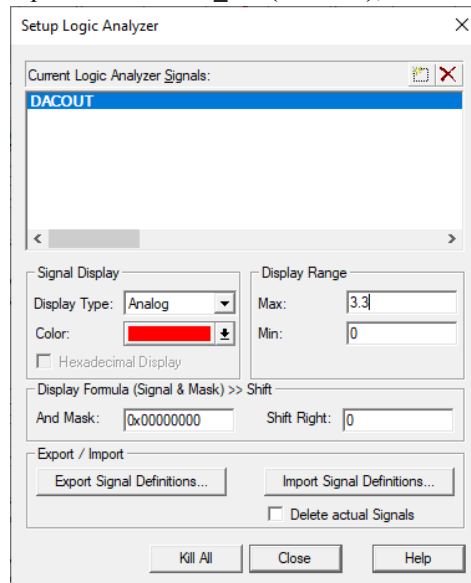 Setup Logic Analyzer
Current Logic Analyzer Signals:
DACOUT
Signal Display
Display Type: Analog
Color:
Hexadecimal Display
Display Range
Max: 3.3
Min: 0
Display Formula (Signal & Mask) >> Shift
And Mask: 0x00000000 Shift Right: 0
Export / Import
Export Signal Definitions... Import Signal Definitions...
Delete actual Signals
Kill All Close Help